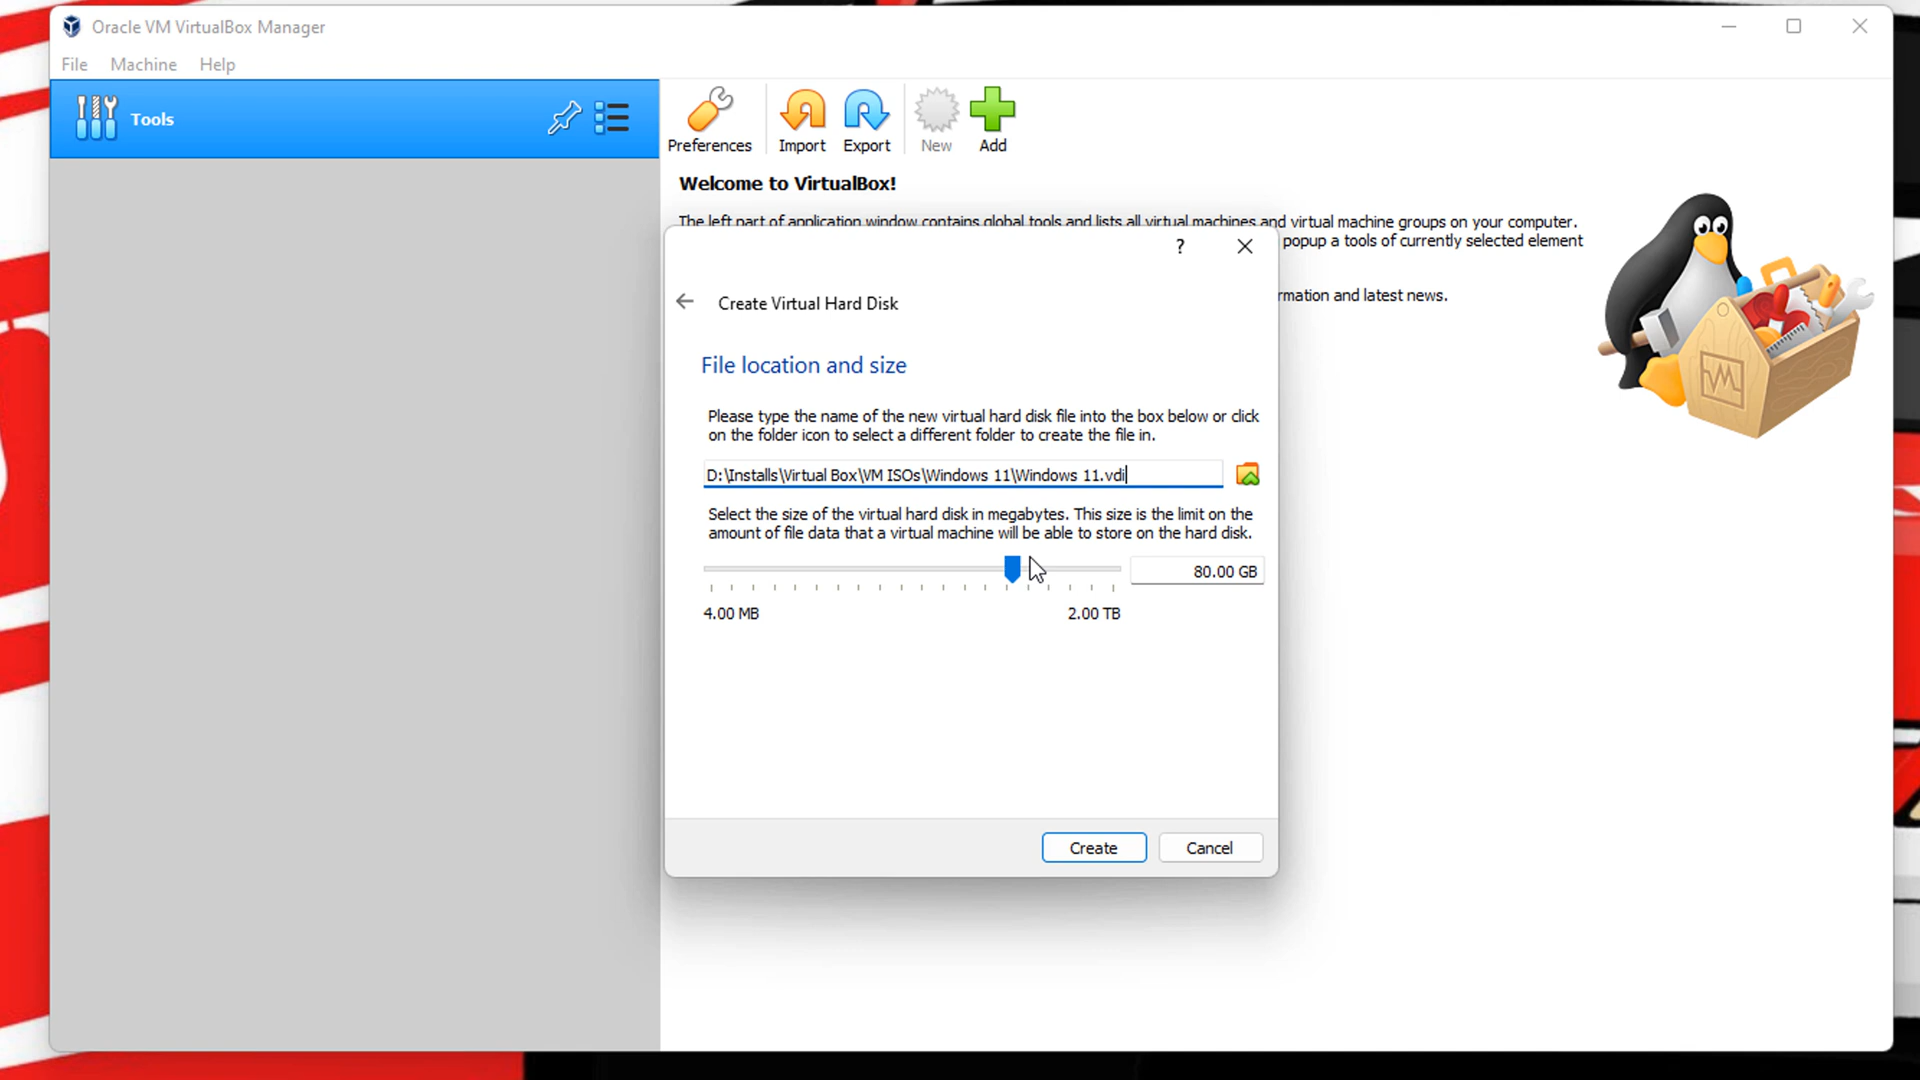 Oracle VM VirtualBox Manager
File Machine Help
Tools
Preferences Import Export New Add
Welcome to VirtualBox!
The left part of application window contains global tools and lists all virtual machines and virtual machine groups on your computer.
popup a tools of currently selected element
rmation and latest news.
?
Create Virtual Hard Disk
File location and size
Please type the name of the new virtual hard disk file into the box below or click
on the folder icon to select a different folder to create the file in.
D:\Installs\Virtual Box\VM ISOs\Windows 11\Windows 11.vdi
Select the size of the virtual hard disk in megabytes. This size is the limit on the
amount of file data that a virtual machine will be able to store on the hard disk.
80.00 GB
4.00 MB 2.00 TB
Create Cancel